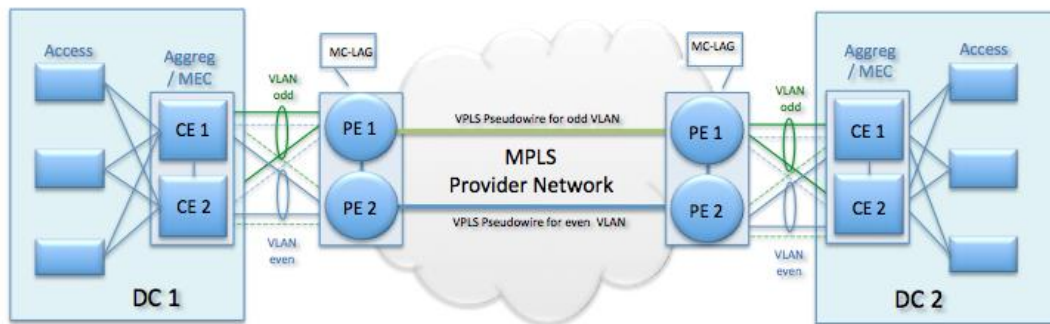 Access
Aggreg
/ MEC
CE 1
CE 2
DC 1
VLAN
odd
VLAN
even
MC-LAG
PE 1
PE 2
VPLS Pseudowire for odd VLAN
MPLS
Provider Network
VPLS Pseudowire for even VLAN
MC-LAG
PE 1
PE 2
VLAN
odd
VLAN
even
Aggreg
/ MEC
CE 1
CE 2
Access
DC 2